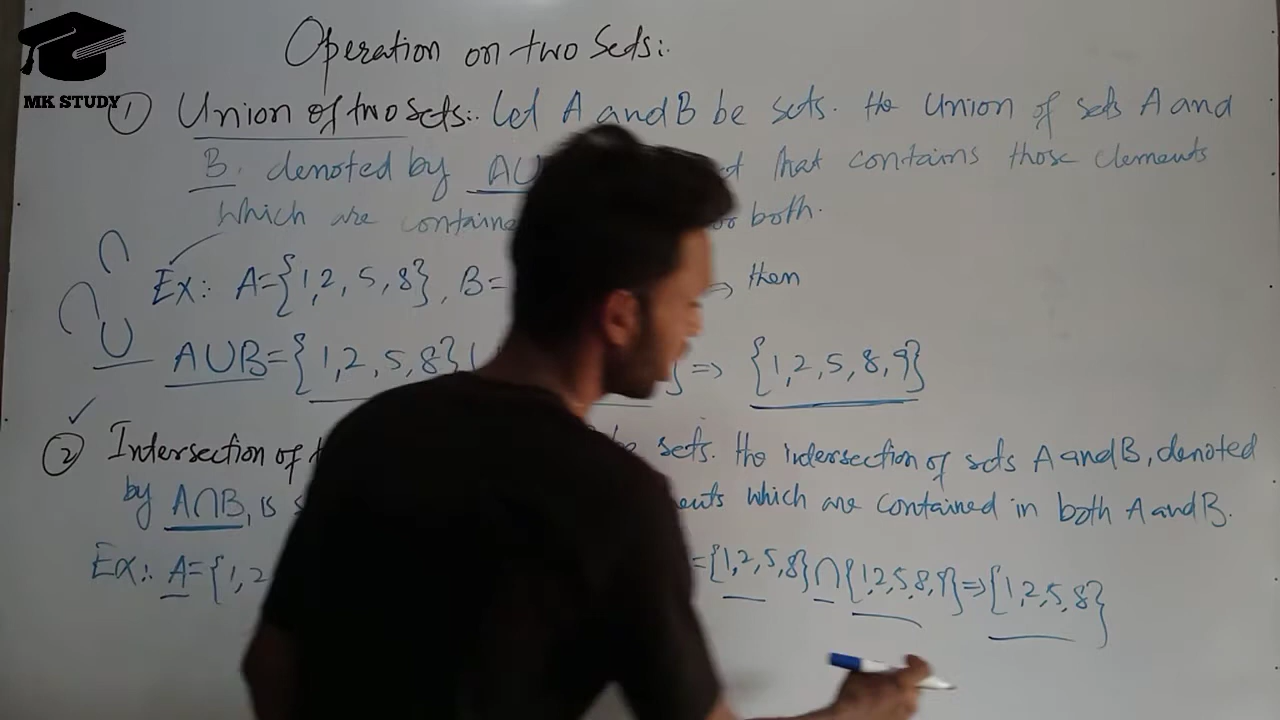 Operation on two Sets:.
MK STUDY
① Union of two sets:. Let A and B be sets. the Union of sets A and
B. denoted by AU that contains those elements
Which are both.
Ex: A={1,2,5,8}, B= => then
AUB={1,2,5,8} } => {1,2,5,8,9}
② Intersection of be sets. the intersection of sets A and B, denoted
by A∩B, is which are contained in both A and B.
Ex:. A={1,2 ={1,2,5,8}∩{1,2,5,8,9}=>{1,2,5,8}